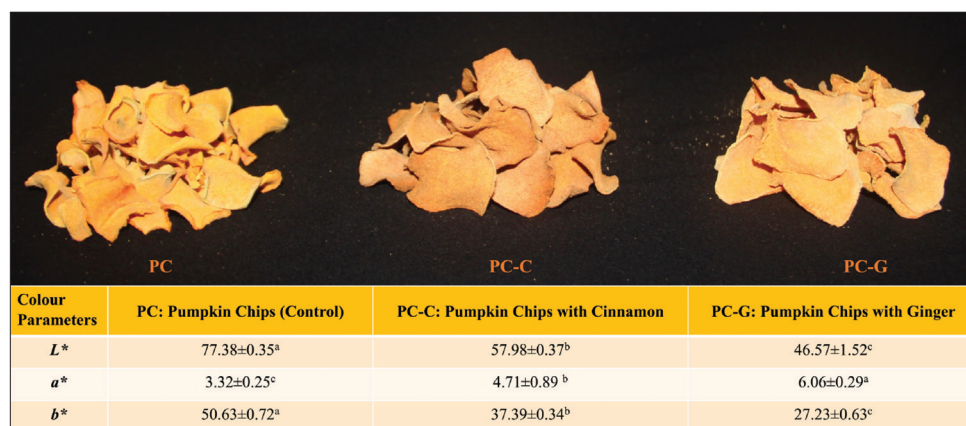 PC PC-C PC-G
Colour Parameters PC: Pumpkin Chips (Control) PC-C: Pumpkin Chips with Cinnamon PC-G: Pumpkin Chips with Ginger
L* 77.38±0.35ᵃ 57.98±0.37ᵇ 46.57±1.52ᶜ
a* 3.32±0.25ᶜ 4.71±0.89 ᵇ 6.06±0.29ᵃ
b* 50.63±0.72ᵃ 37.39±0.34ᵇ 27.23±0.63ᶜ